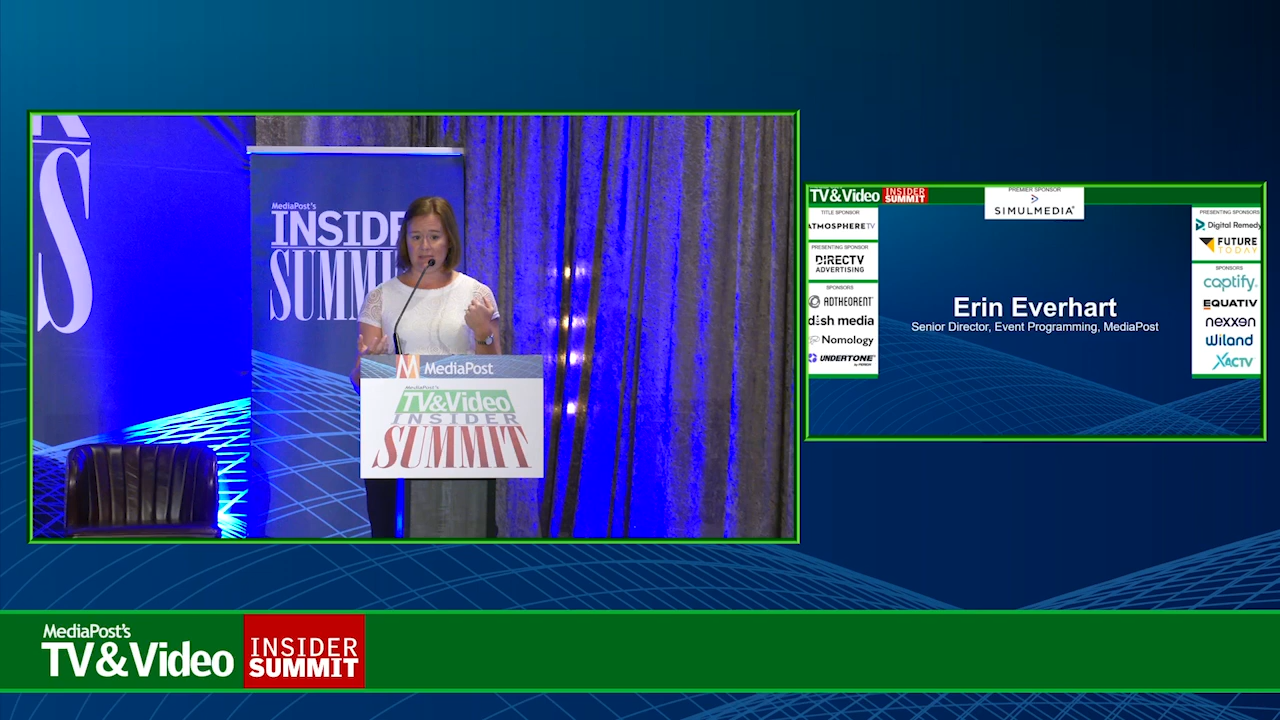 S
MediaPost's
INSIDE
SUMMI
MediaPost
MediaPost's
TV&Video
INSIDER
SUMMIT
TV&Video INSIDER SUMMIT
PREMIER SPONSOR
SIMULMEDIA
TITLE SPONSOR
ATMOSPHERE TV
PRESENTING SPONSOR
DIRECTV
ADVERTISING
SPONSORS
ADTHEORENT
dish media
Nomology
UNDERTONE
Erin Everhart
Senior Director, Event Programming, MediaPost
PRESENTING SPONSORS
Digital Remedy
FUTURE
TODAY
SPONSORS
captify
EQUATIV
nexxen
wiland
XACTV
MediaPost's
TV&Video
INSIDER
SUMMIT